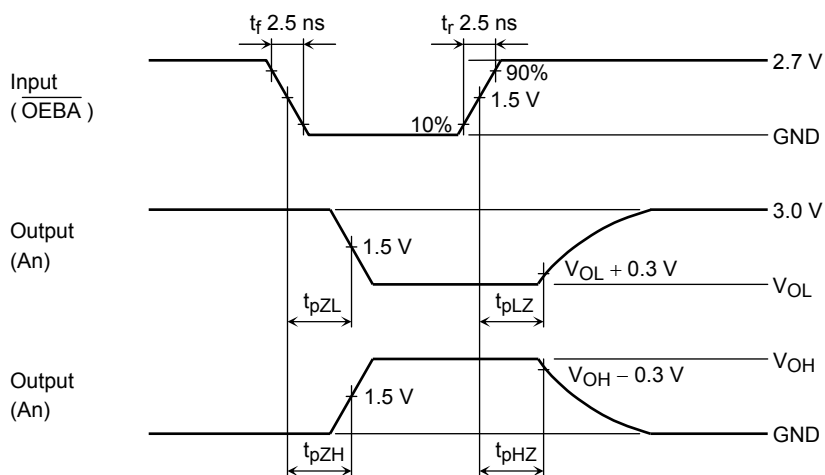 tf 2.5 ns
tr 2.5 ns
Input
( OEBA )
2.7 V
90%
1.5 V
10%
GND
Output
(An)
3.0 V
1.5 V
VOL + 0.3 V
VOL
tpZL
tpLZ
Output
(An)
VOH
VOH − 0.3 V
1.5 V
GND
tpZH
tpHZ